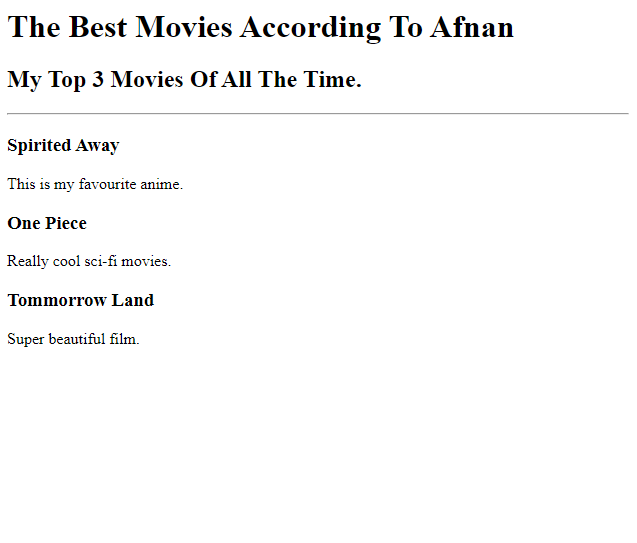 The Best Movies According To Afnan
My Top 3 Movies Of All The Time.
Spirited Away
This is my favourite anime.
One Piece
Really cool sci-fi movies.
Tommorrow Land
Super beautiful film.